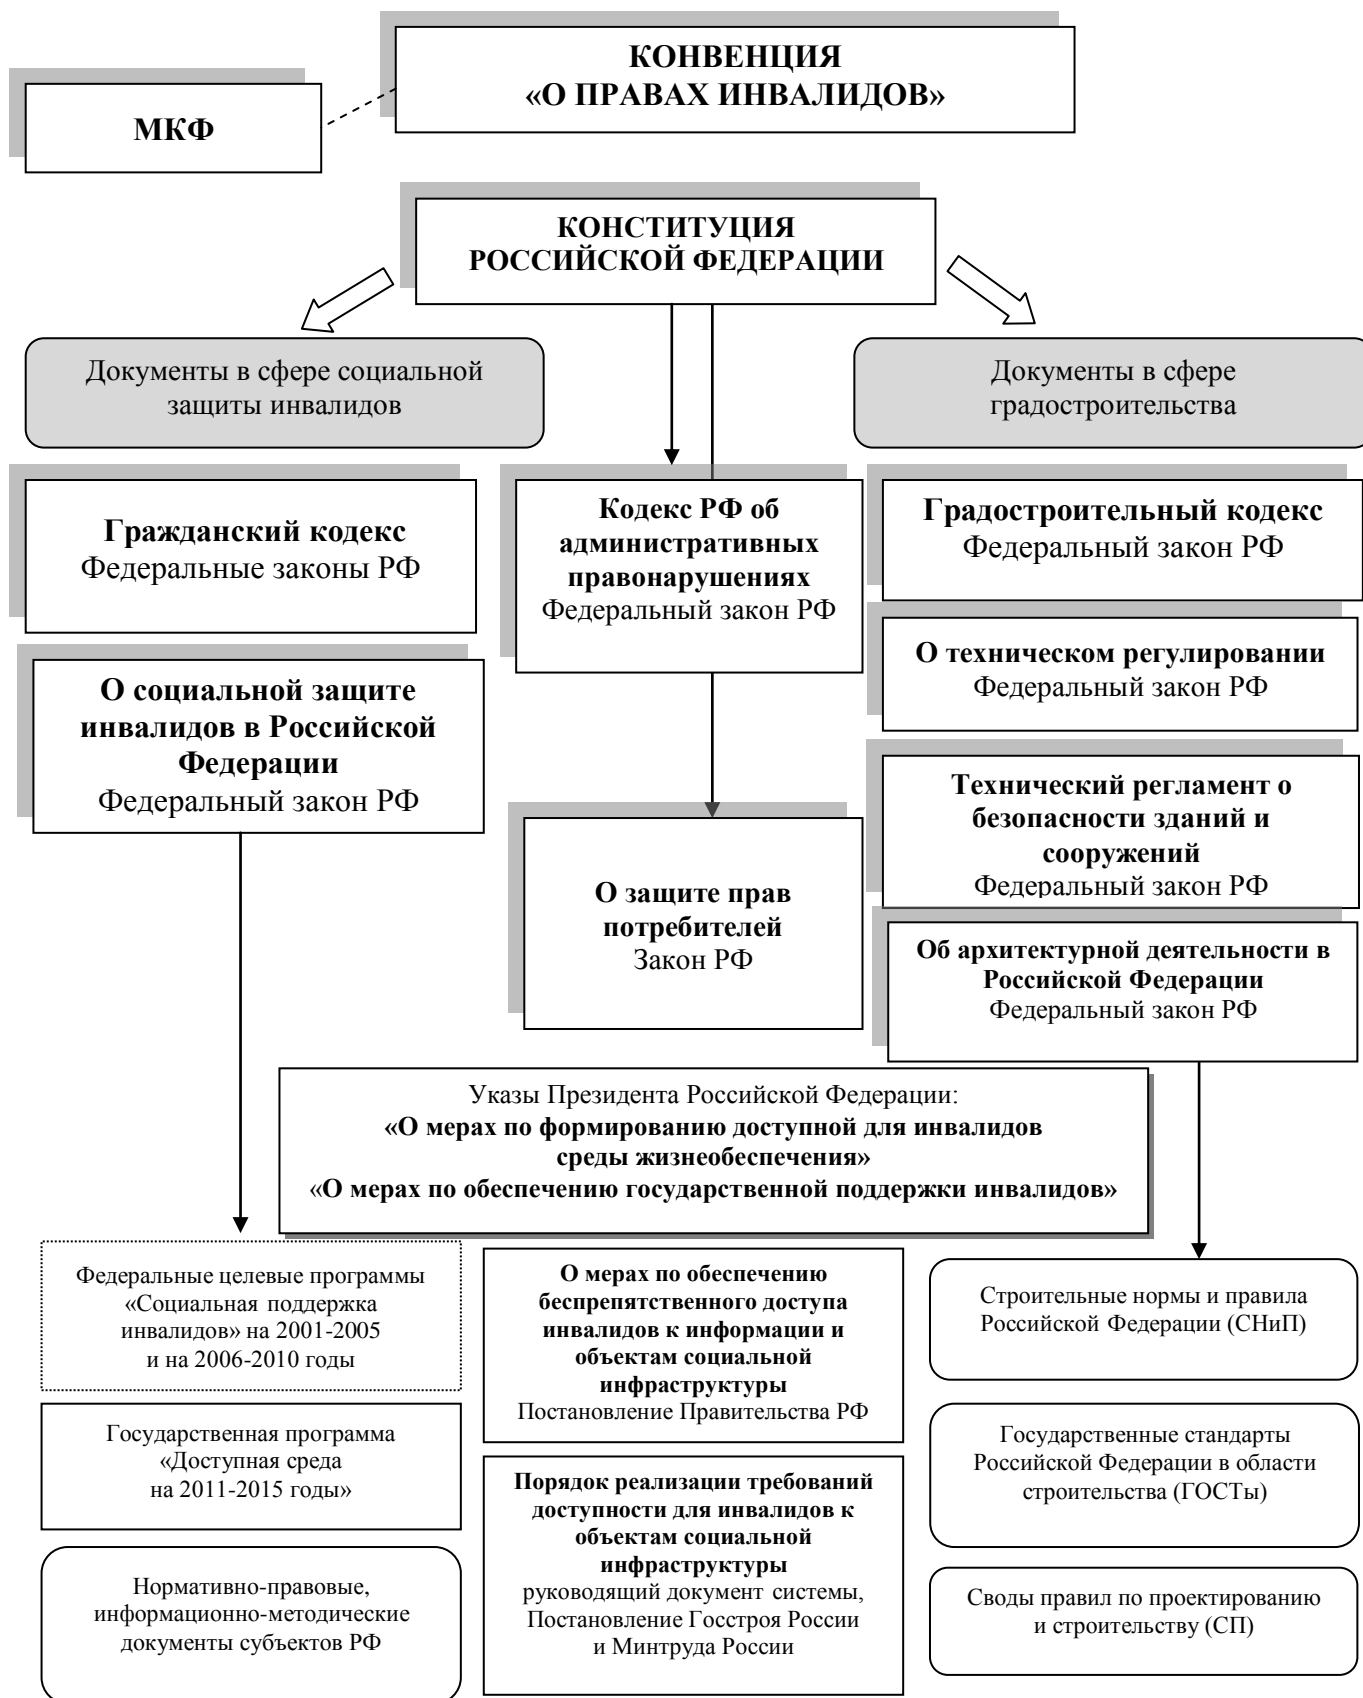 КОНВЕНЦИЯ
«О ПРАВАХ ИНВАЛИДОВ»
МКФ
КОНСТИТУЦИЯ
РОССИЙСКОЙ ФЕДЕРАЦИИ
Документы в сфере социальной
защиты инвалидов
Документы в сфере
градостроительства
Гражданский кодекс
Федеральные законы РФ
Кодекс РФ об
административных
правонарушениях
Федеральный закон РФ
Градостроительный кодекс
Федеральный закон РФ
О техническом регулировании
Федеральный закон РФ
О социальной защите
инвалидов в Российской
Федерации
Федеральный закон РФ
Технический регламент о
безопасности зданий и
сооружений
Федеральный закон РФ
О защите прав
потребителей
Закон РФ
Об архитектурной деятельности в
Российской Федерации
Федеральный закон РФ
Указы Президента Российской Федерации:
«О мерах по формированию доступной для инвалидов
среды жизнеобеспечения»
«О мерах по обеспечению государственной поддержки инвалидов»
Федеральные целевые программы
«Социальная поддержка
инвалидов» на 2001-2005
и на 2006-2010 годы
О мерах по обеспечению
беспрепятственного доступа
инвалидов к информации и
объектам социальной
инфраструктуры
Постановление Правительства РФ
Строительные нормы и правила
Российской Федерации (СНиП)
Государственная программа
«Доступная среда
на 2011-2015 годы»
Государственные стандарты
Российской Федерации в области
строительства (ГОСТы)
Порядок реализации требований
доступности для инвалидов к
объектам социальной
инфраструктуры
руководящий документ системы,
Постановление Госстроя России
и Минтруда России
Нормативно-правовые,
информационно-методические
документы субъектов РФ
Своды правил по проектированию
и строительству (СП)